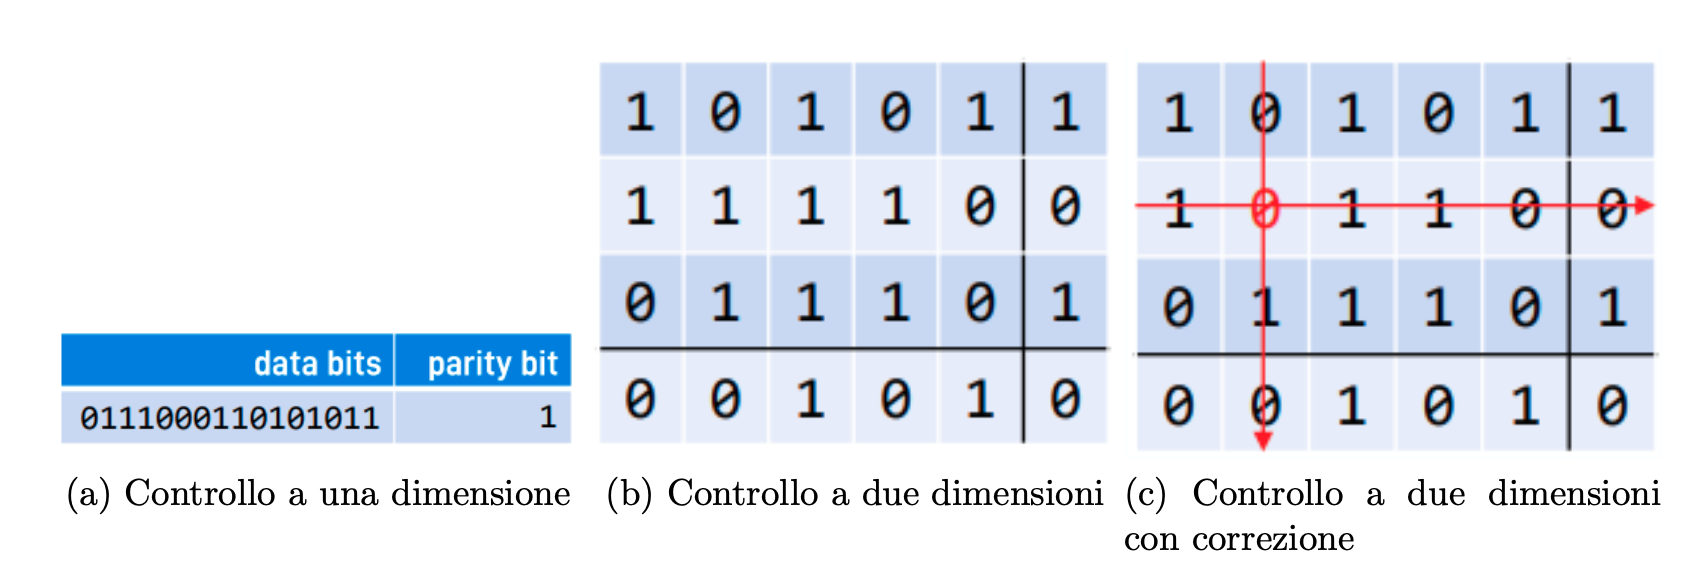 data bits parity bit
0111000110101011 1
(a) Controllo a una dimensione
1 0 1 0 1 1
1 1 1 1 0 0
0 1 1 1 0 1
0 0 1 0 1 0
(b) Controllo a due dimensioni
1 0 1 0 1 1
1 0 1 1 0 0
0 1 1 1 0 1
0 0 1 0 1 0
(c) Controllo a due dimensioni
con correzione